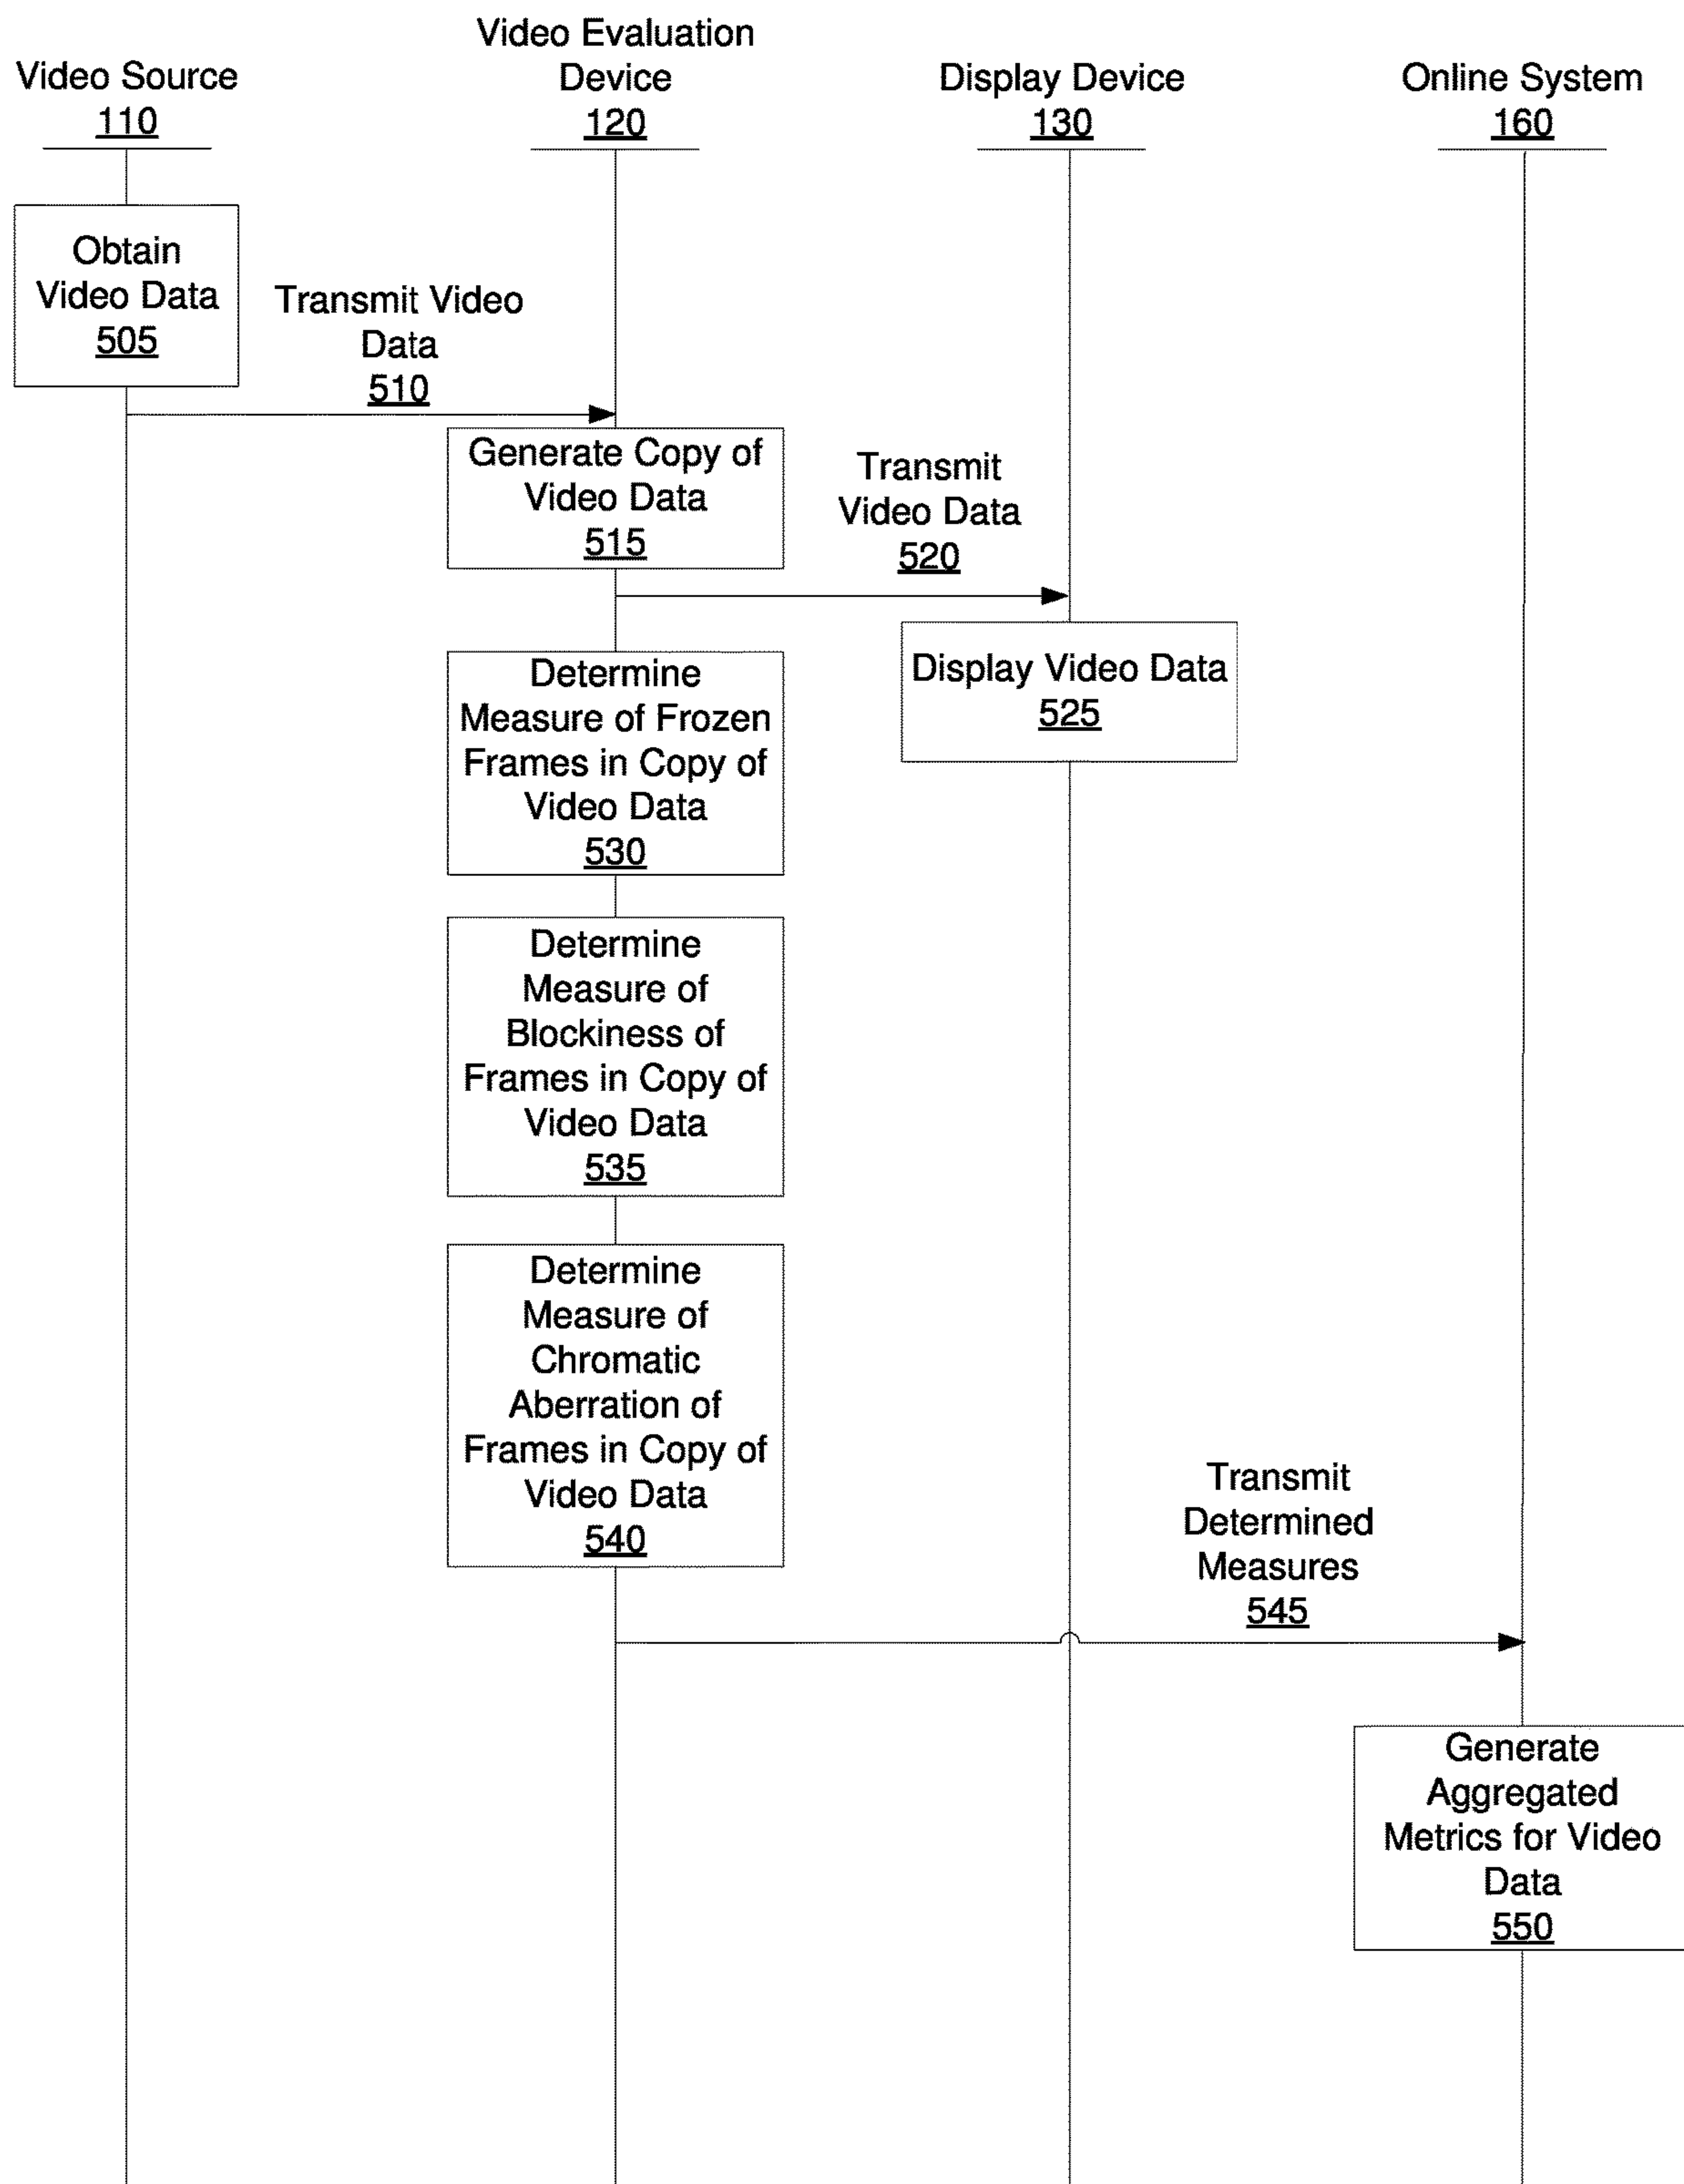 Video Source
110
Video Evaluation
Device
120
Display Device
130
Online System
160
Obtain
Video Data
505
Transmit Video
Data
510
Generate Copy of
Video Data
515
Transmit
Video Data
520
Display Video Data
525
Determine
Measure of Frozen
Frames in Copy of
Video Data
530
Determine
Measure of
Blockiness of
Frames in Copy of
Video Data
535
Determine
Measure of
Chromatic
Aberration of
Frames in Copy of
Video Data
540
Transmit
Determined
Measures
545
Generate
Aggregated
Metrics for Video
Data
550